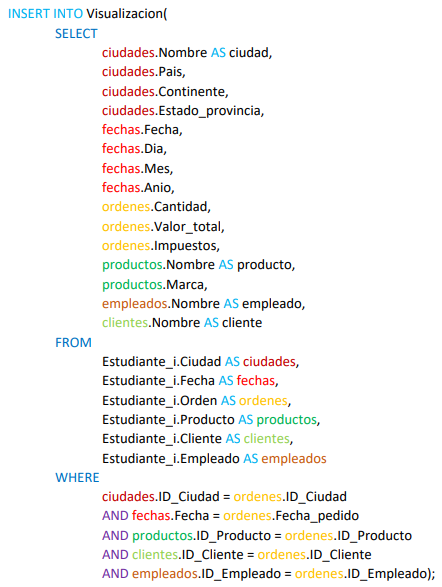 INSERT INTO Visualizacion(
SELECT
ciudades.Nombre AS ciudad,
ciudades.Pais,
ciudades.Continente,
ciudades.Estado_provincia,
fechas.Fecha,
fechas.Dia,
fechas.Mes,
fechas.Anio,
ordenes.Cantidad,
ordenes.Valor_total,
ordenes.Impuestos,
productos.Nombre AS producto,
productos.Marca,
empleados.Nombre AS empleado,
clientes.Nombre AS cliente
FROM
Estudiante_i.Ciudad AS ciudades,
Estudiante_i.Fecha AS fechas,
Estudiante_i.Orden AS ordenes,
Estudiante_i.Producto AS productos,
Estudiante_i.Cliente AS clientes,
Estudiante_i.Empleado AS empleados
WHERE
ciudades.ID_Ciudad = ordenes.ID_Ciudad
AND fechas.Fecha = ordenes.Fecha_pedido
AND productos.ID_Producto = ordenes.ID_Producto
AND clientes.ID_Cliente = ordenes.ID_Cliente
AND empleados.ID_Empleado = ordenes.ID_Empleado);